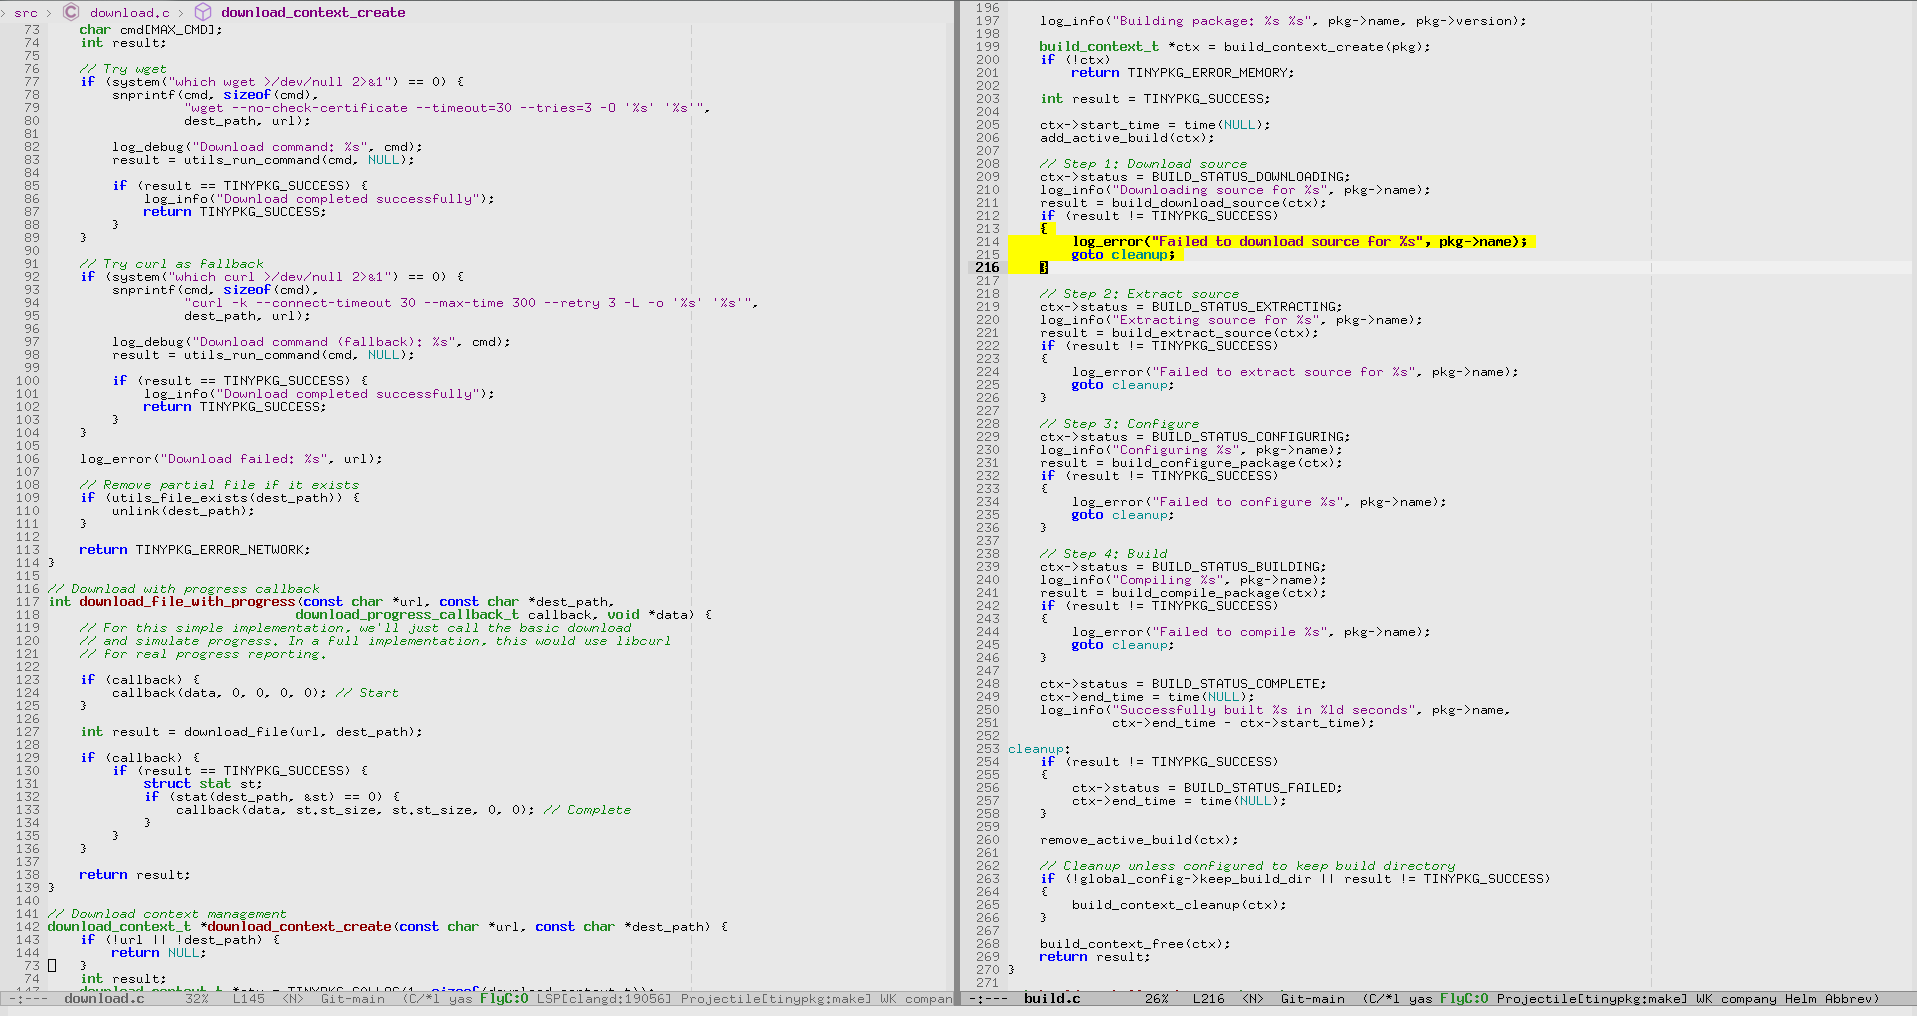 src > download.c > download_context_create
73     char cmd[MAX_CMD];
74     int result;
75
76     // Try wget
77     if (system("which wget >/dev/null 2>&1") == 0) {
78         snprintf(cmd, sizeof(cmd),
79                  "wget --no-check-certificate --timeout=30 --tries=3 -O '%s' '%s'",
80                  dest_path, url);
81
82         log_debug("Download command: %s", cmd);
83         result = utils_run_command(cmd, NULL);
84
85         if (result == TINYPKG_SUCCESS) {
86             log_info("Download completed successfully");
87             return TINYPKG_SUCCESS;
88         }
89     }
90
91     // Try curl as fallback
92     if (system("which curl >/dev/null 2>&1") == 0) {
93         snprintf(cmd, sizeof(cmd),
94                  "curl -k --connect-timeout 30 --max-time 300 --retry 3 -L -o '%s' '%s'",
95                  dest_path, url);
96
97         log_debug("Download command (fallback): %s", cmd);
98         result = utils_run_command(cmd, NULL);
99
100         if (result == TINYPKG_SUCCESS) {
101             log_info("Download completed successfully");
102             return TINYPKG_SUCCESS;
103         }
104     }
105
106     log_error("Download failed: %s", url);
107
108     // Remove partial file if it exists
109     if (utils_file_exists(dest_path)) {
110         unlink(dest_path);
111     }
112
113     return TINYPKG_ERROR_NETWORK;
114 }
115
116 // Download with progress callback
117 int download_file_with_progress(const char *url, const char *dest_path,
118                                download_progress_callback_t callback, void *data) {
119     // For this simple implementation, we'll just call the basic download
120     // and simulate progress. In a full implementation, this would use libcurl
121     // for real progress reporting.
122
123     if (callback) {
124         callback(data, 0, 0, 0, 0); // Start
125     }
126
127     int result = download_file(url, dest_path);
128
129     if (callback) {
130         if (result == TINYPKG_SUCCESS) {
131             struct stat st;
132             if (stat(dest_path, &st) == 0) {
133                 callback(data, st.st_size, st.st_size, 0, 0); // Complete
134             }
135         }
136     }
137
138     return result;
139 }
140
141 // Download context management
142 download_context_t *download_context_create(const char *url, const char *dest_path) {
143     if (!url || !dest_path) {
144         return NULL;
73     }
74     int result;
-:---  download.c     32%   L145  <N>  Git-main  (C/*l yas FlyC:0 LSP[clangd:19056] Projectile[tinypkg:make] WK compan
196
197     log_info("Building package: %s %s", pkg->name, pkg->version);
198
199     build_context_t *ctx = build_context_create(pkg);
200     if (!ctx)
201         return TINYPKG_ERROR_MEMORY;
202
203     int result = TINYPKG_SUCCESS;
204
205     ctx->start_time = time(NULL);
206     add_active_build(ctx);
207
208     // Step 1: Download source
209     ctx->status = BUILD_STATUS_DOWNLOADING;
210     log_info("Downloading source for %s", pkg->name);
211     result = build_download_source(ctx);
212     if (result != TINYPKG_SUCCESS)
213     {
214         log_error("Failed to download source for %s", pkg->name);
215         goto cleanup;
216     }
217
218     // Step 2: Extract source
219     ctx->status = BUILD_STATUS_EXTRACTING;
220     log_info("Extracting source for %s", pkg->name);
221     result = build_extract_source(ctx);
222     if (result != TINYPKG_SUCCESS)
223     {
224         log_error("Failed to extract source for %s", pkg->name);
225         goto cleanup;
226     }
227
228     // Step 3: Configure
229     ctx->status = BUILD_STATUS_CONFIGURING;
230     log_info("Configuring %s", pkg->name);
231     result = build_configure_package(ctx);
232     if (result != TINYPKG_SUCCESS)
233     {
234         log_error("Failed to configure %s", pkg->name);
235         goto cleanup;
236     }
237
238     // Step 4: Build
239     ctx->status = BUILD_STATUS_BUILDING;
240     log_info("Compiling %s", pkg->name);
241     result = build_compile_package(ctx);
242     if (result != TINYPKG_SUCCESS)
243     {
244         log_error("Failed to compile %s", pkg->name);
245         goto cleanup;
246     }
247
248     ctx->status = BUILD_STATUS_COMPLETE;
249     ctx->end_time = time(NULL);
250     log_info("Successfully built %s in %ld seconds", pkg->name,
251              ctx->end_time - ctx->start_time);
252
253 cleanup:
254     if (result != TINYPKG_SUCCESS)
255     {
256         ctx->status = BUILD_STATUS_FAILED;
257         ctx->end_time = time(NULL);
258     }
259
260     remove_active_build(ctx);
261
262     // Cleanup unless configured to keep build directory
263     if (!global_config->keep_build_dir || result != TINYPKG_SUCCESS)
264     {
265         build_context_cleanup(ctx);
266     }
267
268     build_context_free(ctx);
269     return result;
270 }
271
-:---  build.c        26%   L216  <N>  Git-main  (C/*l yas FlyC:0 Projectile[tinypkg:make] WK company Helm Abbrev)